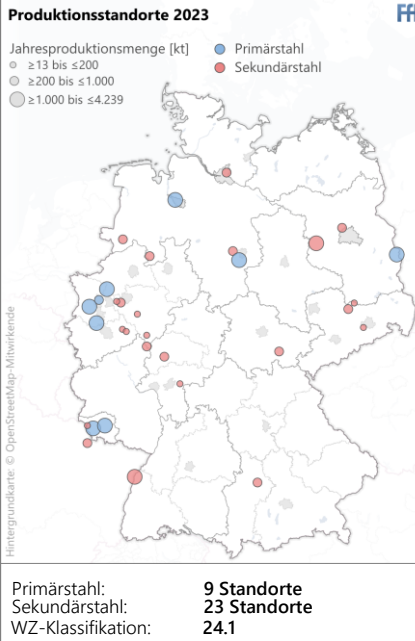 Produktionsstandorte 2023
Jahresproduktionsmenge [kt]
≥13 bis ≤200
≥200 bis ≤1.000
≥1.000 bis ≤4.239
Primärstahl
Sekundärstahl
Hintergrundkarte: © OpenStreetMap-Mitwirkende
Primärstahl: 9 Standorte
Sekundärstahl: 23 Standorte
WZ-Klassifikation: 24.1